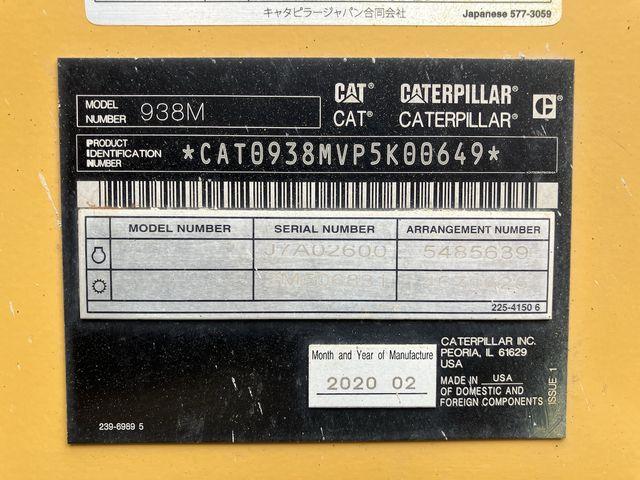 キャタピラージャパン合同会社
Japanese 577-3059
MODEL NUMBER 938M
CAT CATERPILLAR
CAT® CATERPILLAR® C
PRODUCT IDENTIFICATION NUMBER *CAT0938MVP5K00649*
MODEL NUMBER SERIAL NUMBER ARRANGEMENT NUMBER
J7A02600 5485639
225-4150 6
Month and Year of Manufacture
2020 02
CATERPILLAR INC.
PEORIA, IL 61629
USA
MADE IN USA
OF DOMESTIC AND
FOREIGN COMPONENTS
ISSUE 1
239-6989 5